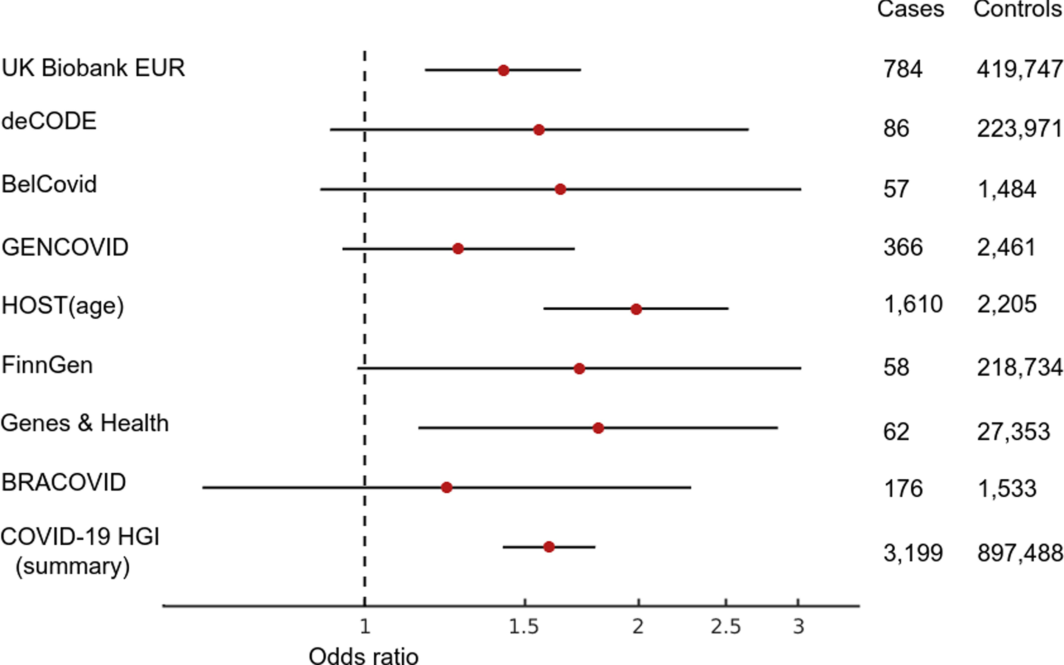 Cases Controls
UK Biobank EUR 784 419,747
deCODE 86 223,971
BelCovid 57 1,484
GENCOVID 366 2,461
HOST(age) 1,610 2,205
FinnGen 58 218,734
Genes & Health 62 27,353
BRACOVID 176 1,533
COVID-19 HGI
(summary) 3,199 897,488
1 1.5 2 2.5 3
Odds ratio